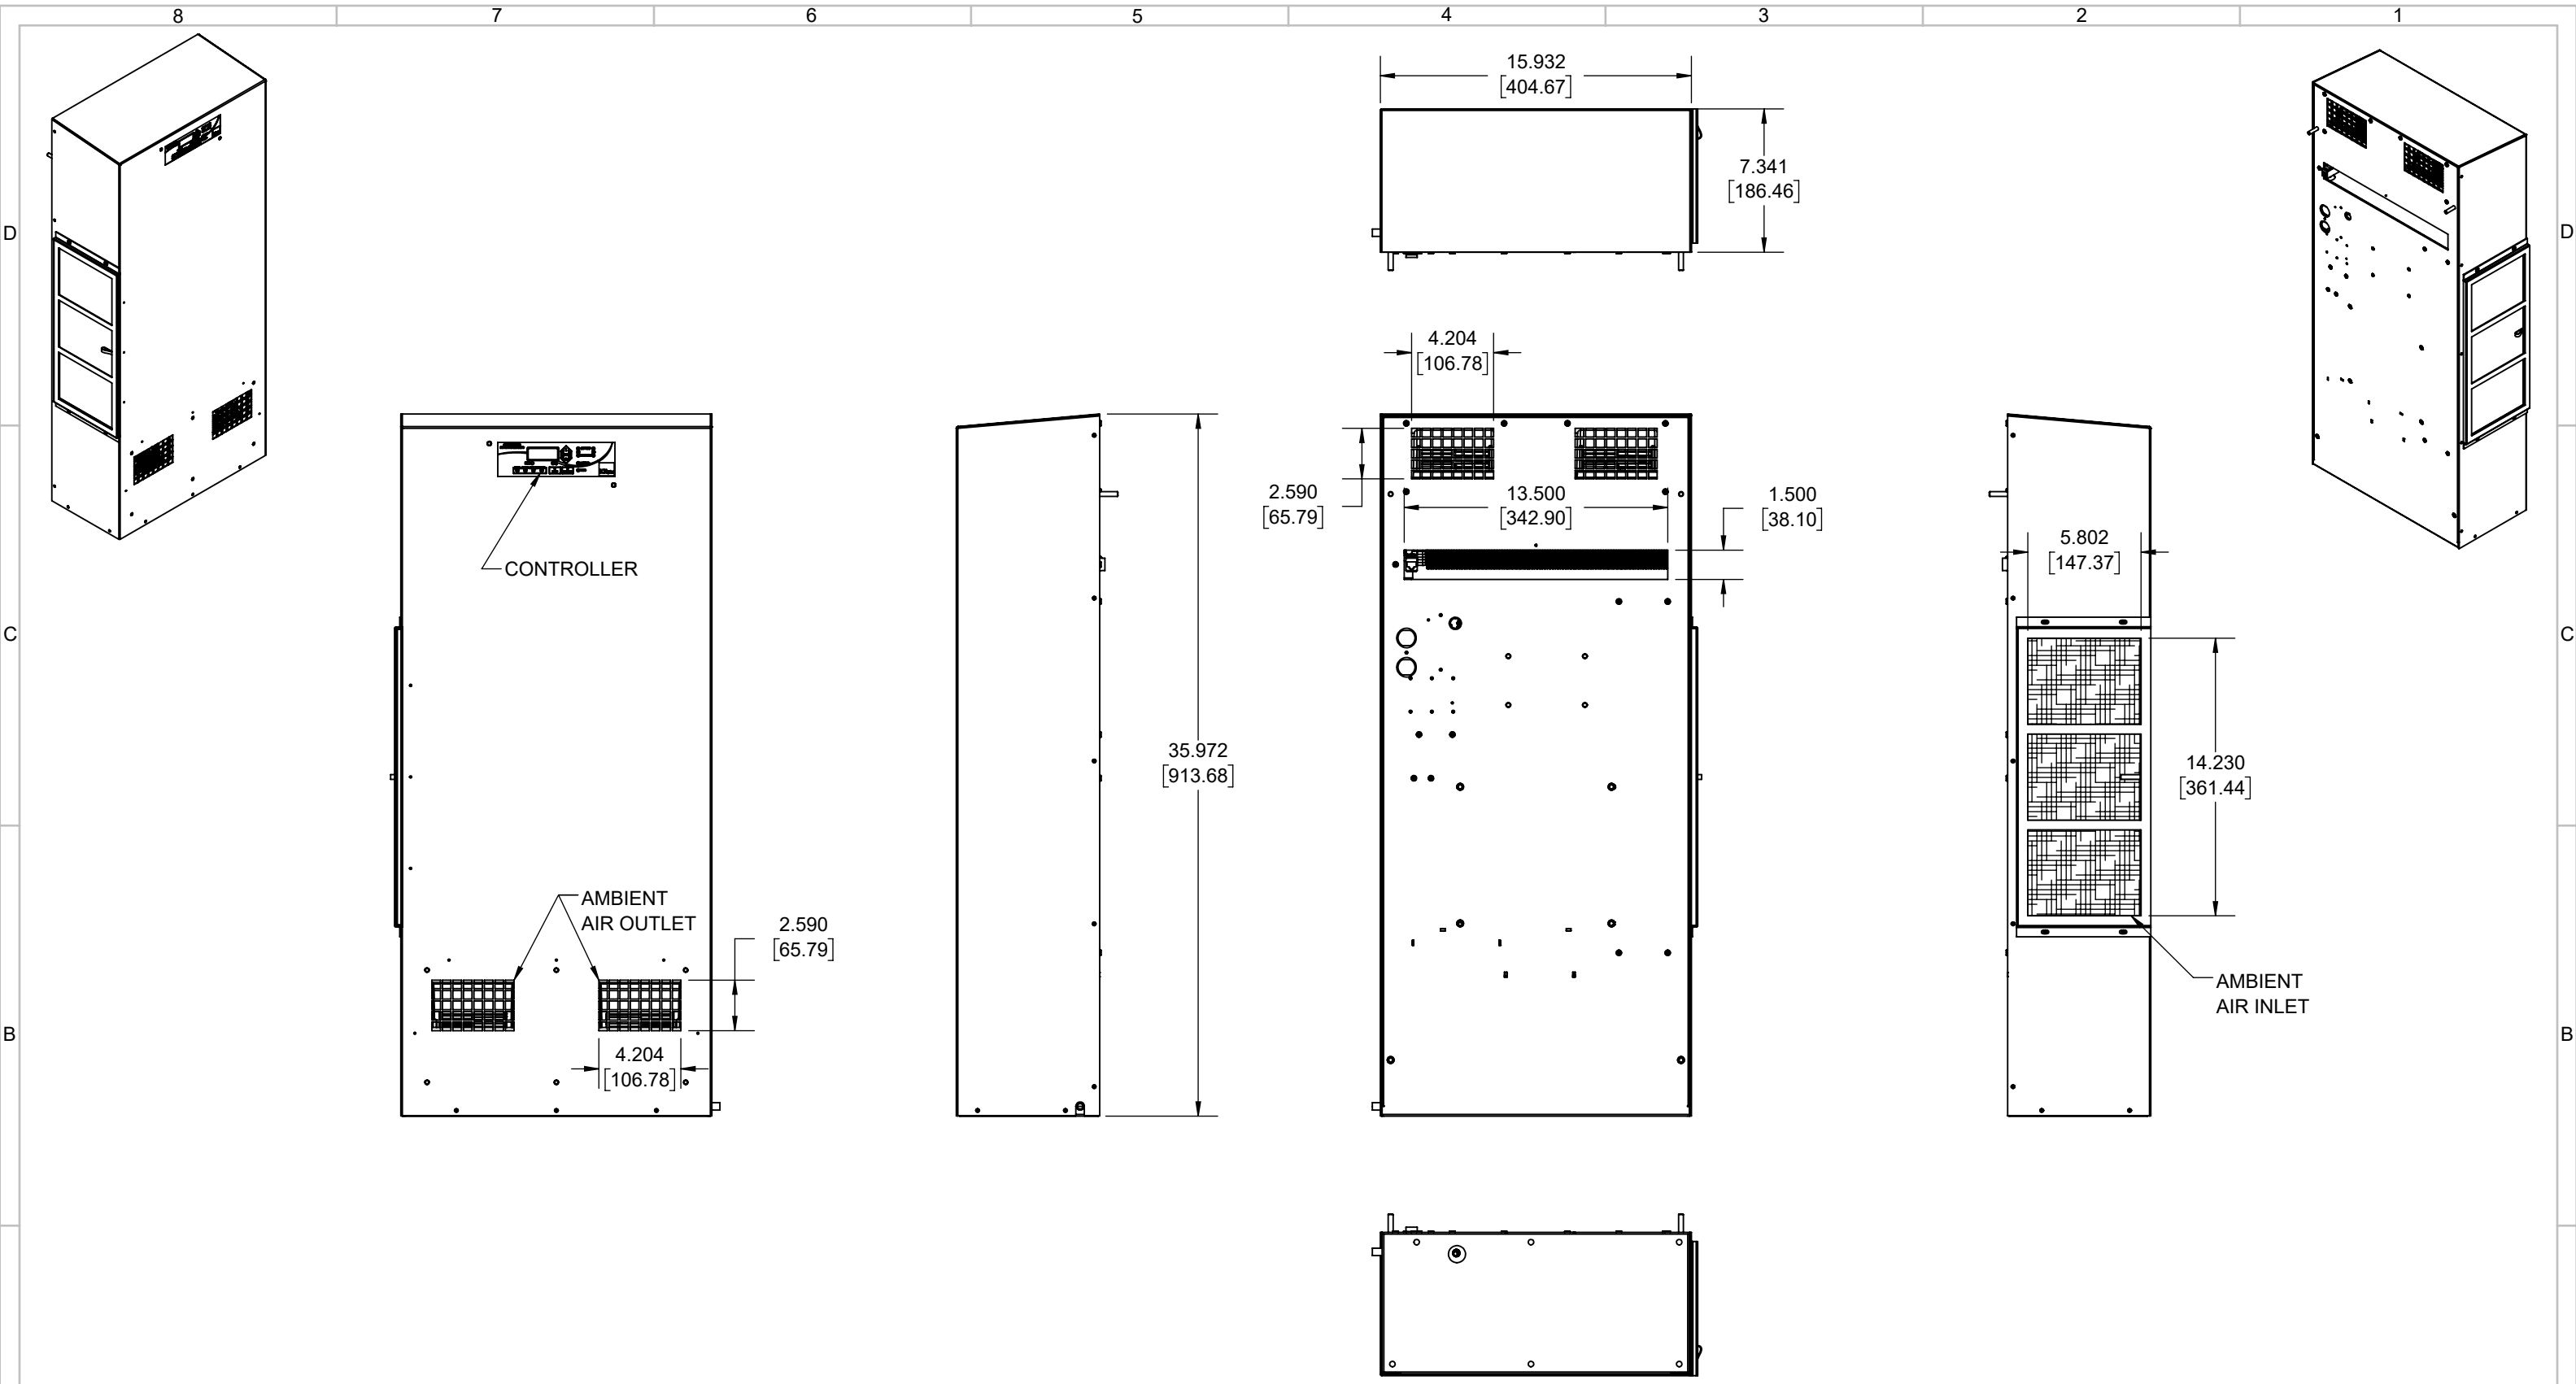 8 7 6 5 4 3 2 1
15.932
[404.67]
7.341
[186.46]
D D
4.204
[106.78]
2.590
[65.79]
13.500
[342.90]
1.500
[38.10]
5.802
[147.37]
CONTROLLER
C C
35.972
[913.68]
14.230
[361.44]
AMBIENT
AIR OUTLET
2.590
[65.79]
AMBIENT
AIR INLET
B B
4.204
[106.78]